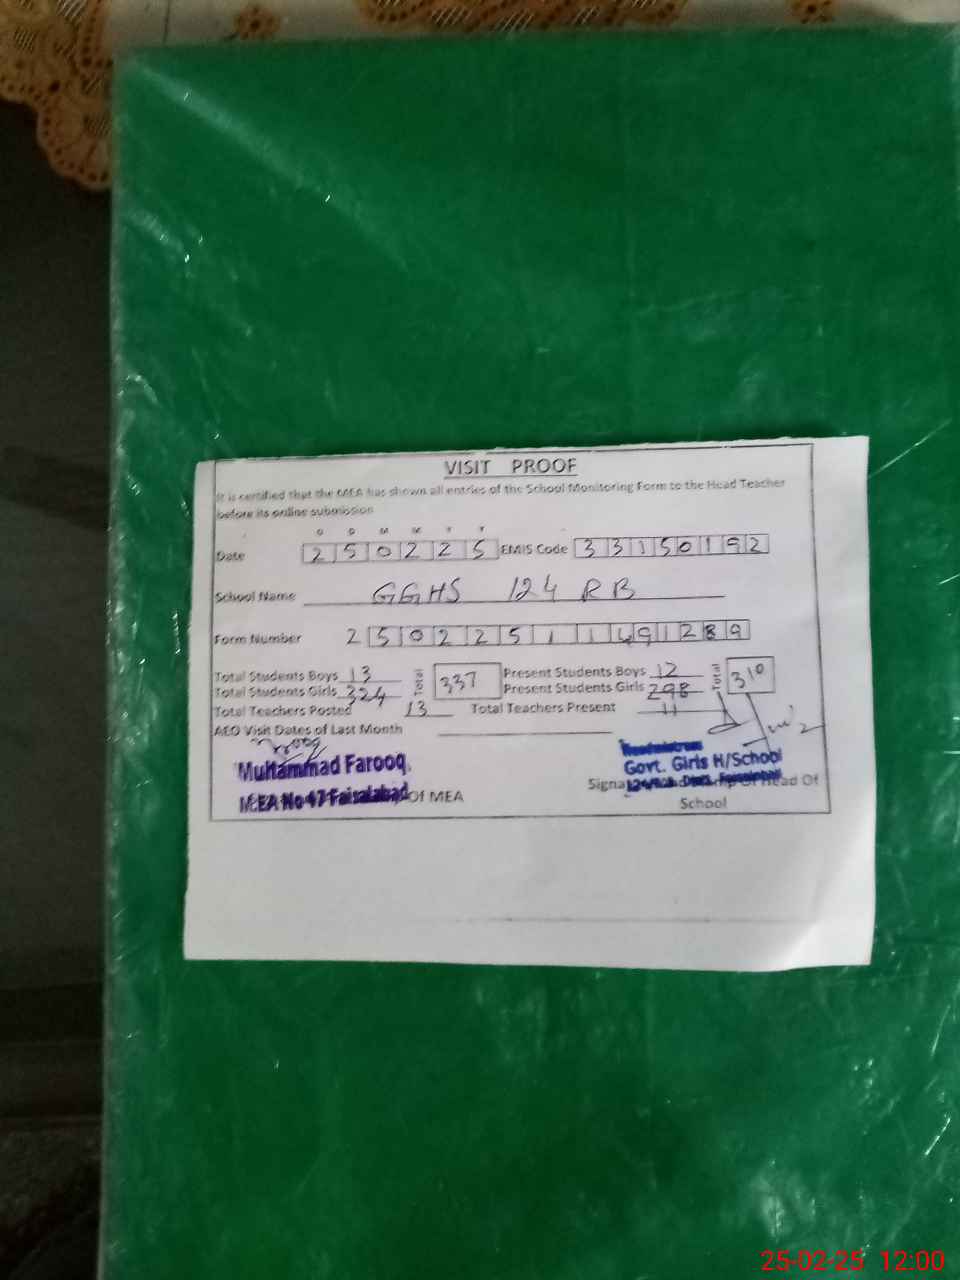 VISIT PROOF
It is certified that the MEA has shown all entries of the School Monitoring Form to the Head Teacher
before its online submission
D D M M Y Y
Date 2 5 0 2 2 5 EMIS Code 3 3 1 5 0 1 9 2
School Name GGHS 124 RB
Form Number 2 5 0 2 2 5 1 1 4 9 1 2 8 9
Total Students Boys 13 Total 337 Present Students Boys 12 Total 310
Total Students Girls 324 Present Students Girls 298
Total Teachers Posted 13 Total Teachers Present 11
AEO Visit Dates of Last Month
Muhammad Farooq
MEA No 47 Faisalabad Of MEA
Headmistress
Govt. Girls H/School
Head Of
School
25-02-25 12:00